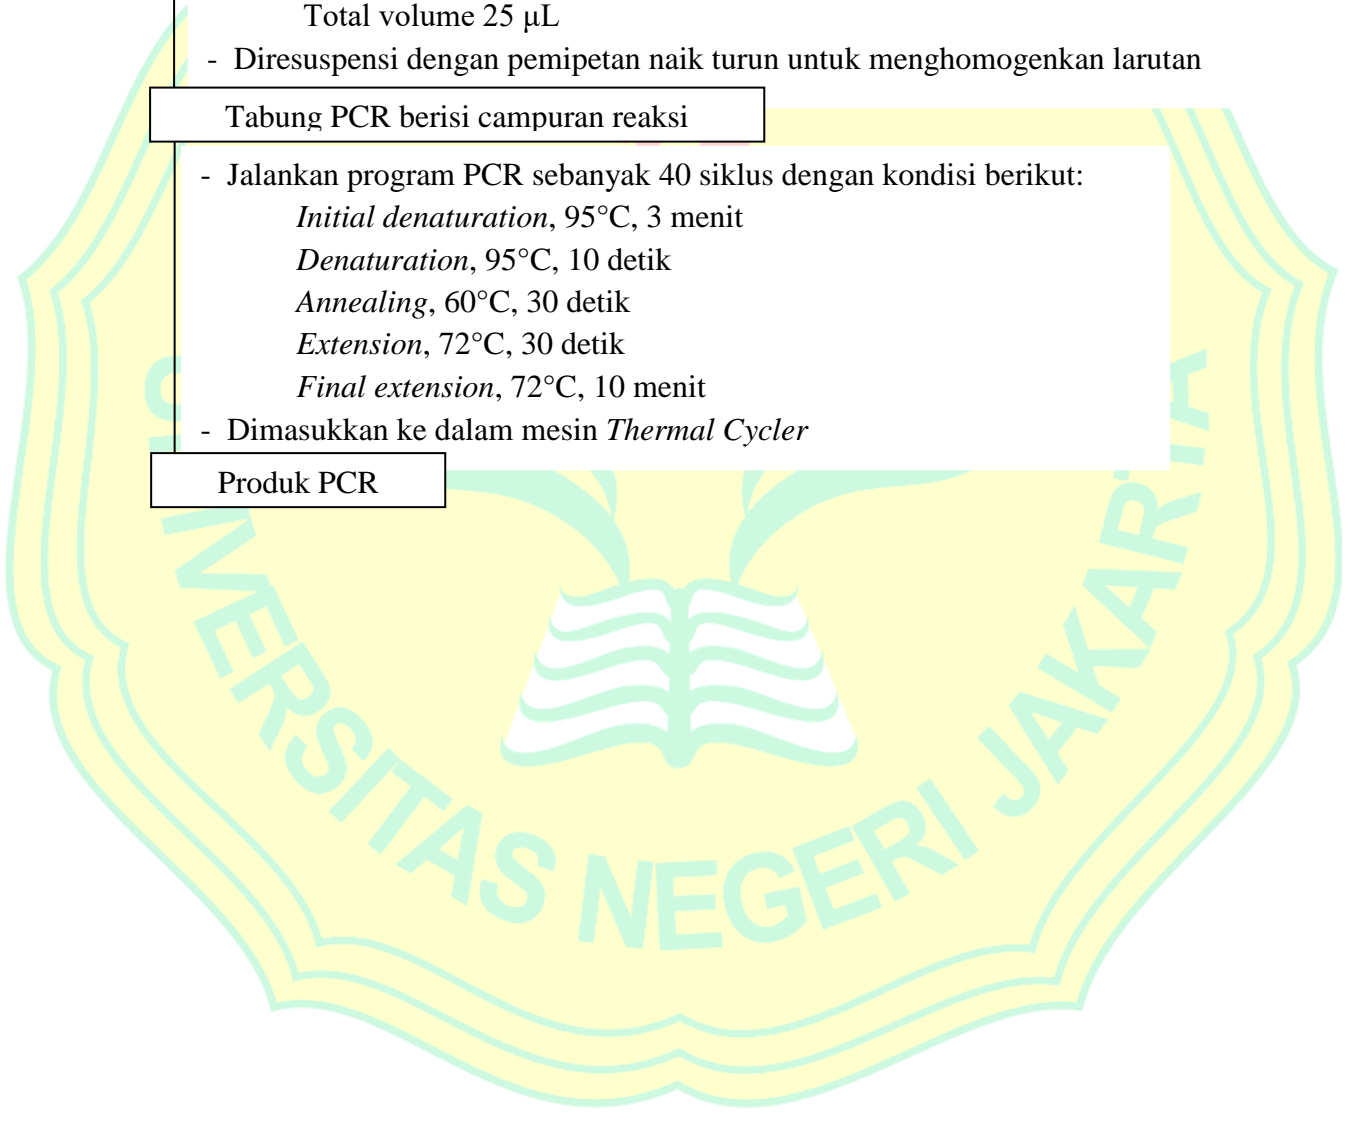 Total volume 25 μL
- Diresuspensi dengan pemipetan naik turun untuk menghomogenkan larutan
Tabung PCR berisi campuran reaksi
- Jalankan program PCR sebanyak 40 siklus dengan kondisi berikut:
Initial denaturation, 95°C, 3 menit
Denaturation, 95°C, 10 detik
Annealing, 60°C, 30 detik
Extension, 72°C, 30 detik
Final extension, 72°C, 10 menit
- Dimasukkan ke dalam mesin Thermal Cycler
Produk PCR
IVERSITAS NEGERI JAKARTA